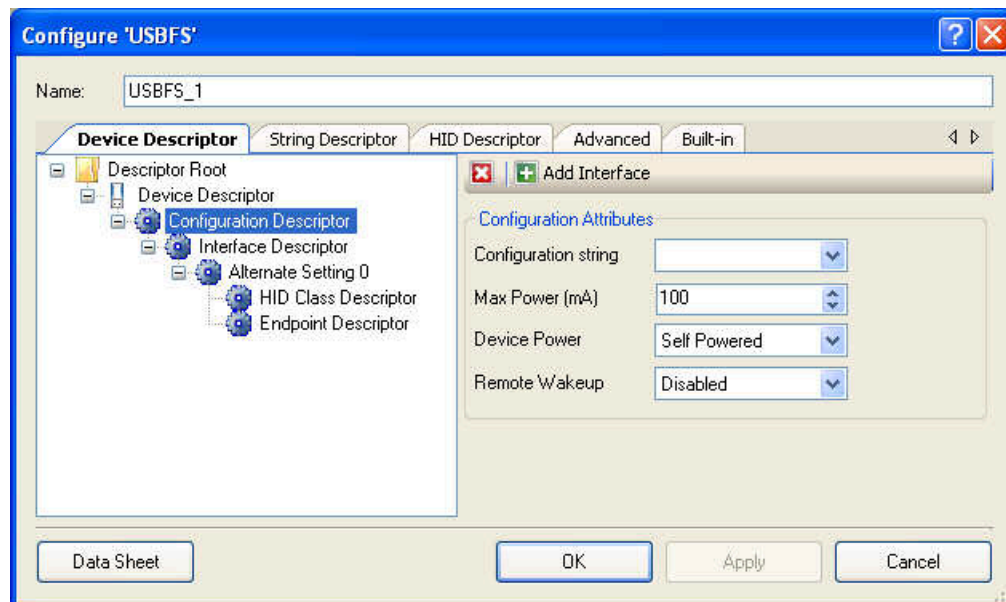 Configure 'USBFS'
Name: USBFS_1
Device Descriptor String Descriptor HID Descriptor Advanced Built-in
Descriptor Root
Device Descriptor
Configuration Descriptor
Interface Descriptor
Alternate Setting 0
HID Class Descriptor
Endpoint Descriptor
Add Interface
Configuration Attributes
Configuration string
Max Power (mA) 100
Device Power Self Powered
Remote Wakeup Disabled
Data Sheet OK Apply Cancel